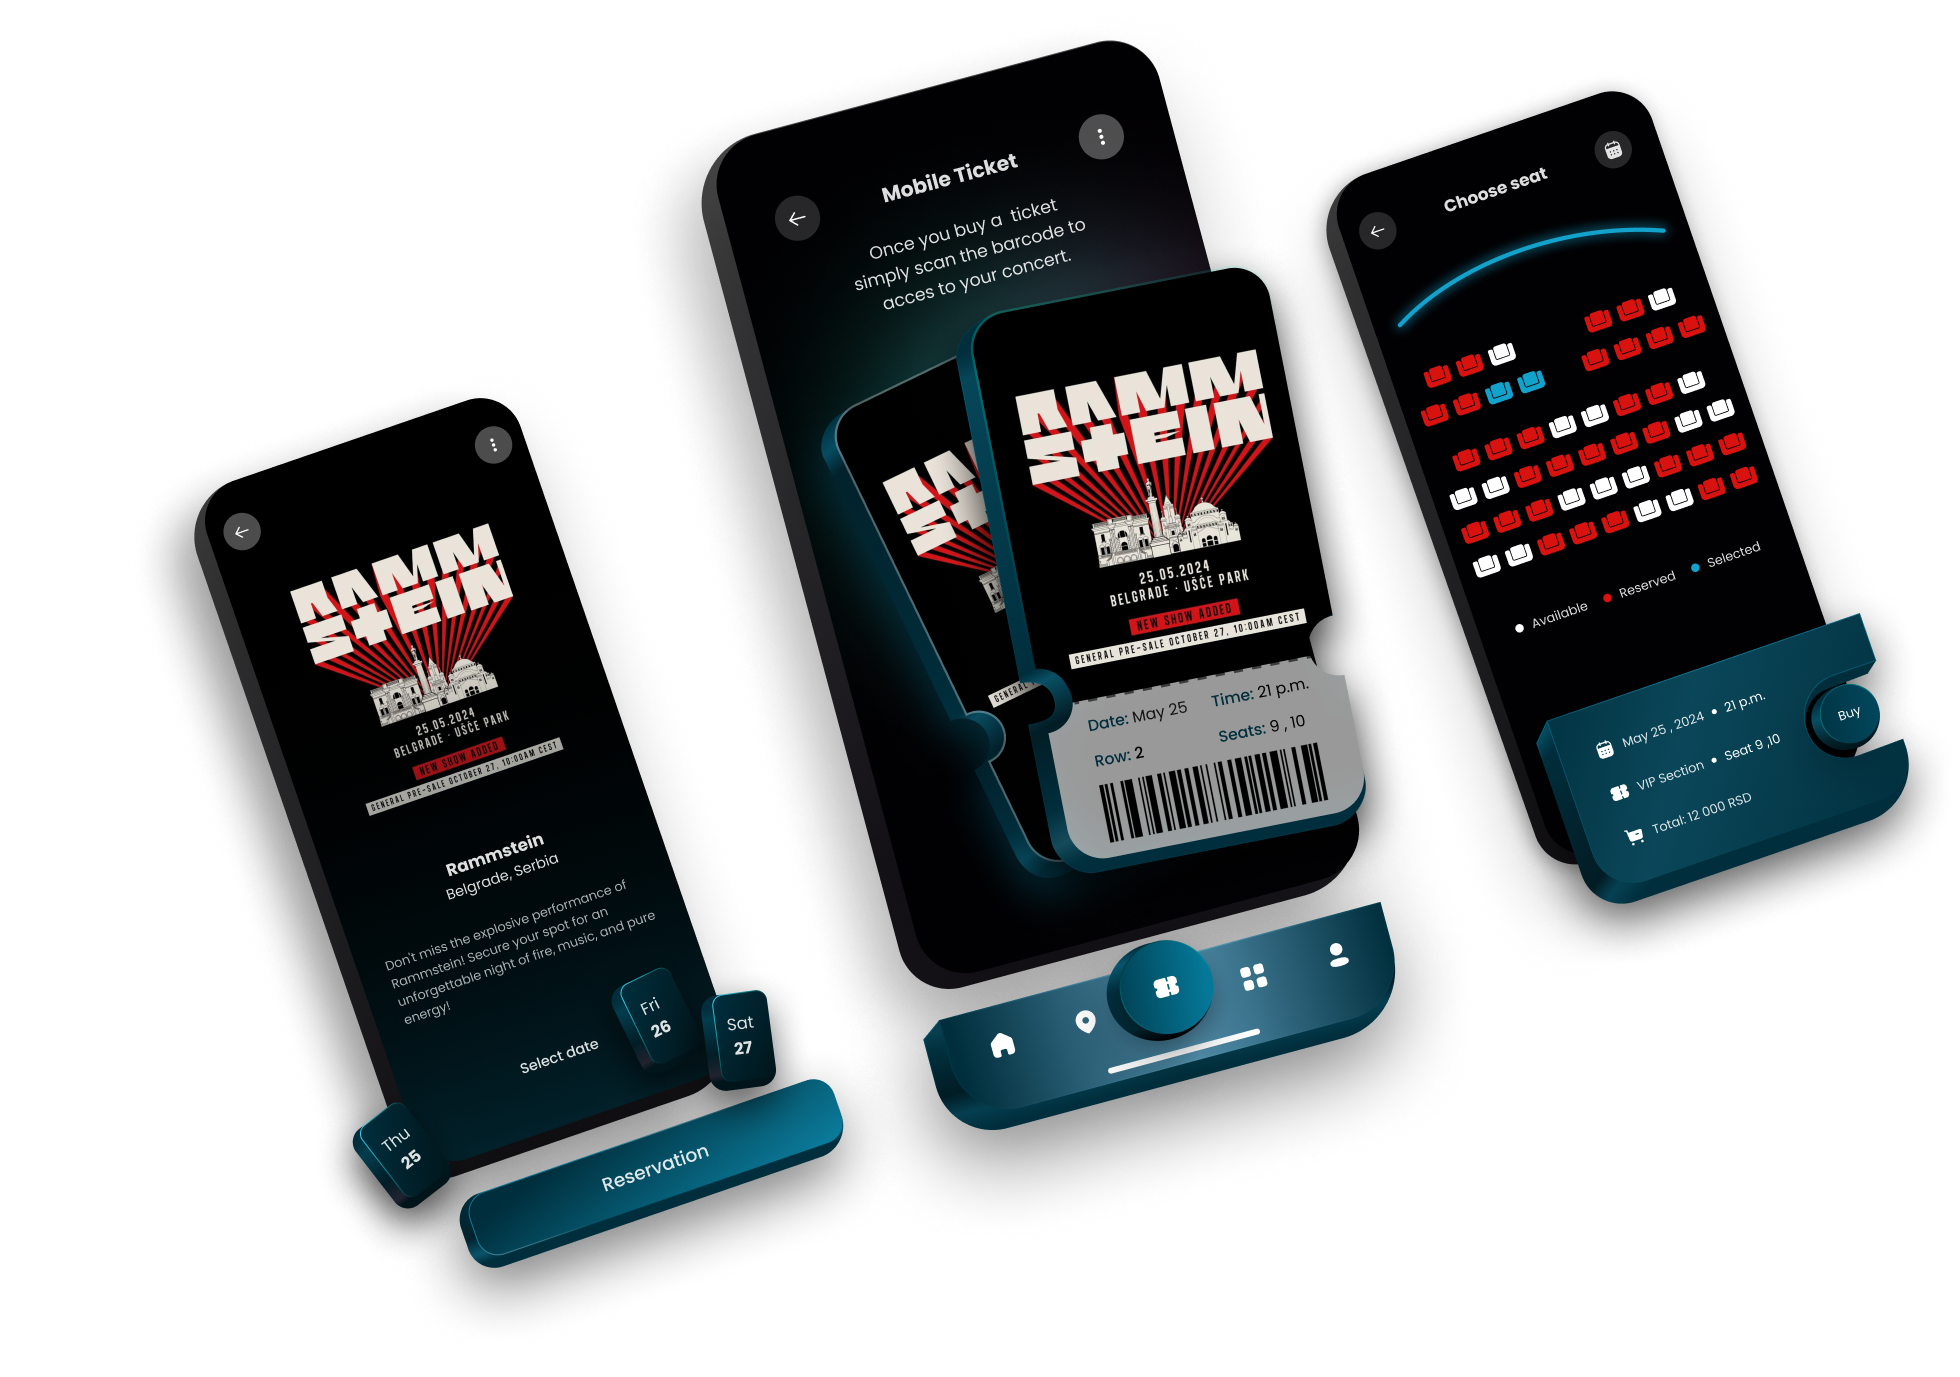 RAMM
STEIN
25.05.2024
BELGRADE · UŠĆE PARK
NEW SHOW ADDED
GENERAL PRE-SALE OCTOBER 27, 10:00AM CEST
Rammstein
Belgrade, Serbia
Don't miss the explosive performance of
Rammstein! Secure your spot for an
unforgettable night of fire, music, and pure
energy!
Select date
Thu
25
Fri
26
Sat
27
Reservation
Mobile Ticket
Once you buy a ticket
simply scan the barcode to
acces to your concert.
GENERAL
RAMM
STEIN
25.05.2024
BELGRADE · UŠĆE PARK
NEW SHOW ADDED
GENERAL PRE-SALE OCTOBER 27, 10:00AM CEST
Date: May 25 Time: 21 p.m.
Row: 2 Seats: 9 , 10
Choose seat
Available Reserved Selected
May 25 , 2024 • 21 p.m.
VIP Section • Seat 9 ,10
Total: 12 000 RSD
Buy